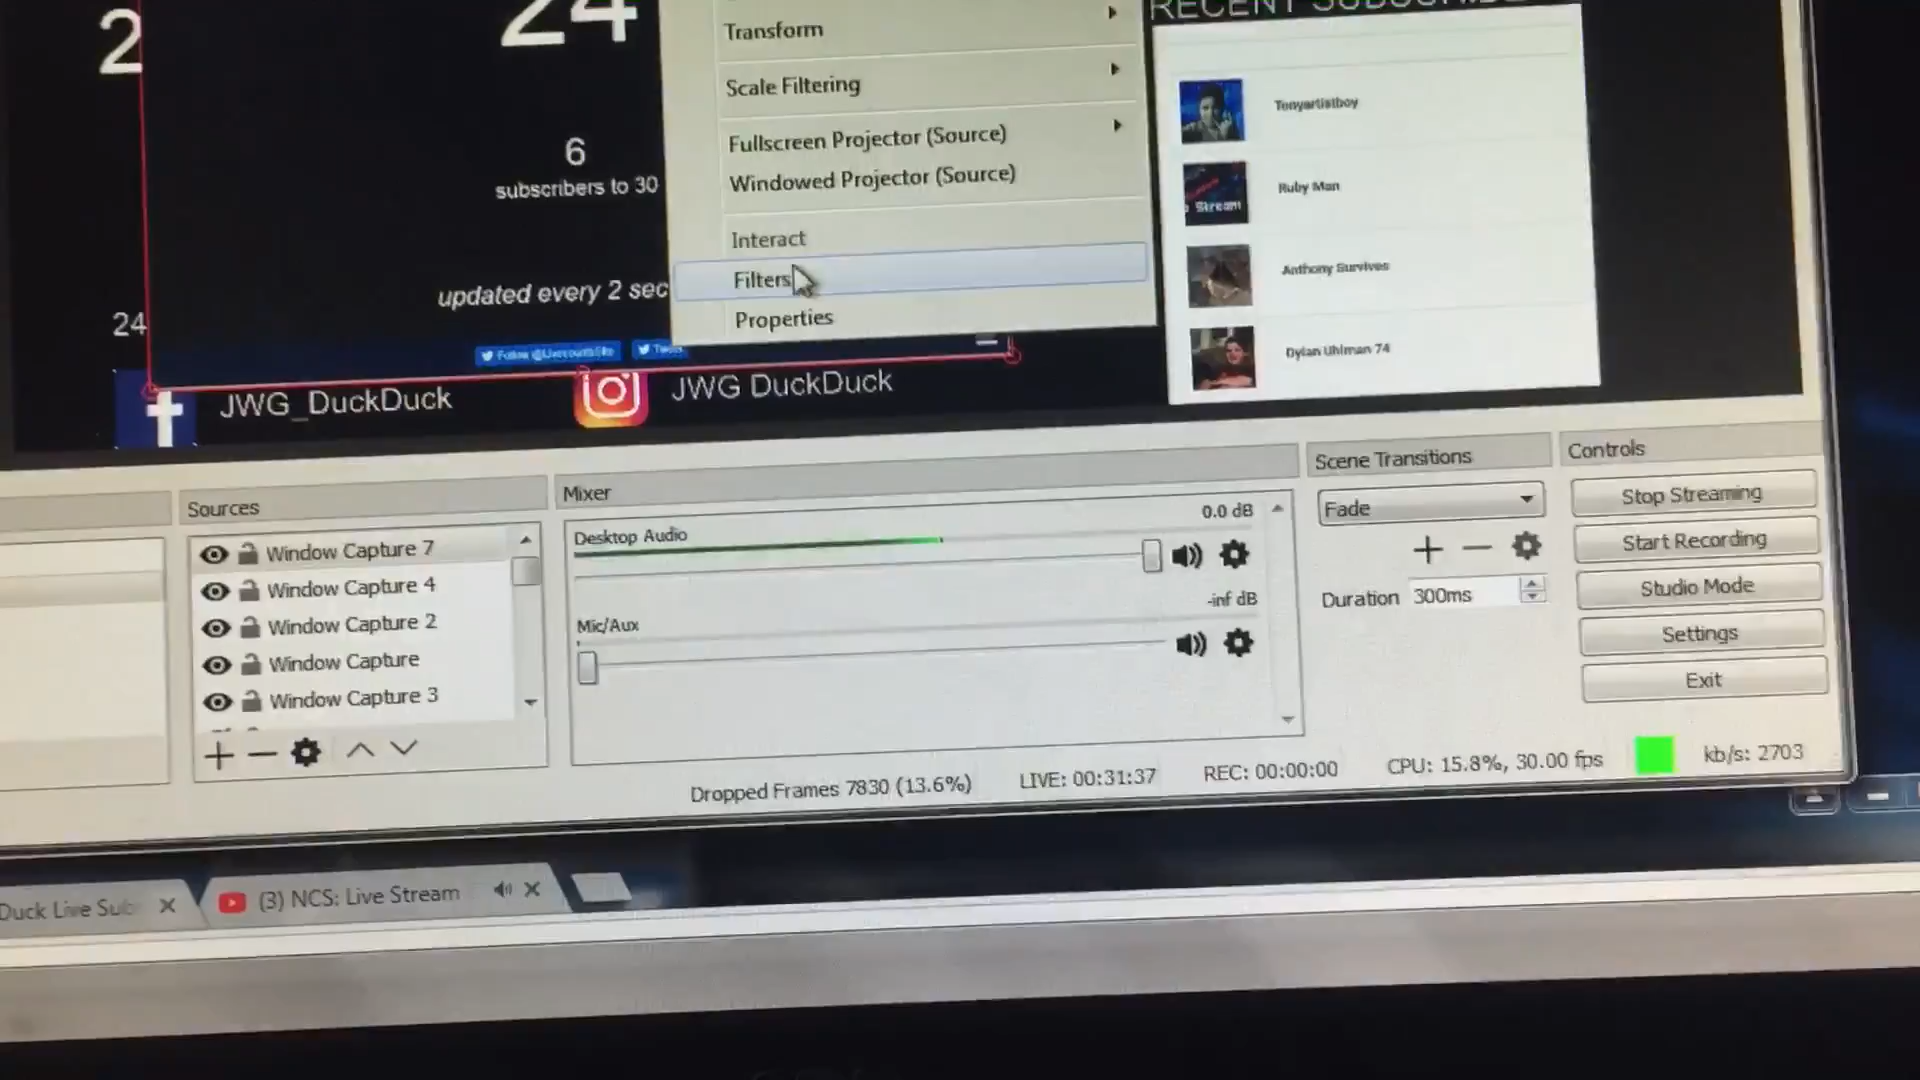 2
24
6
subscribers to 30
updated every 2 sec
24
JWG_DuckDuck
JWG DuckDuck
Transform
Scale Filtering
Fullscreen Projector (Source)
Windowed Projector (Source)
Interact
Filters
Properties
RECENT
Tonyartistboy
Ruby Man
Stream
Anthony Survives
Dylan Uhlman 74
Sources
Window Capture 7
Window Capture 4
Window Capture 2
Window Capture
Window Capture 3
Mixer
Desktop Audio
0.0 dB
Mic/Aux
-inf dB
Scene Transitions
Fade
Duration 300ms
Controls
Stop Streaming
Start Recording
Studio Mode
Settings
Exit
Dropped Frames 7830 (13.6%)
LIVE: 00:31:37
REC: 00:00:00
CPU: 15.8%, 30.00 fps
kb/s: 2703
Duck Live Sub
(3) NCS: Live Stream